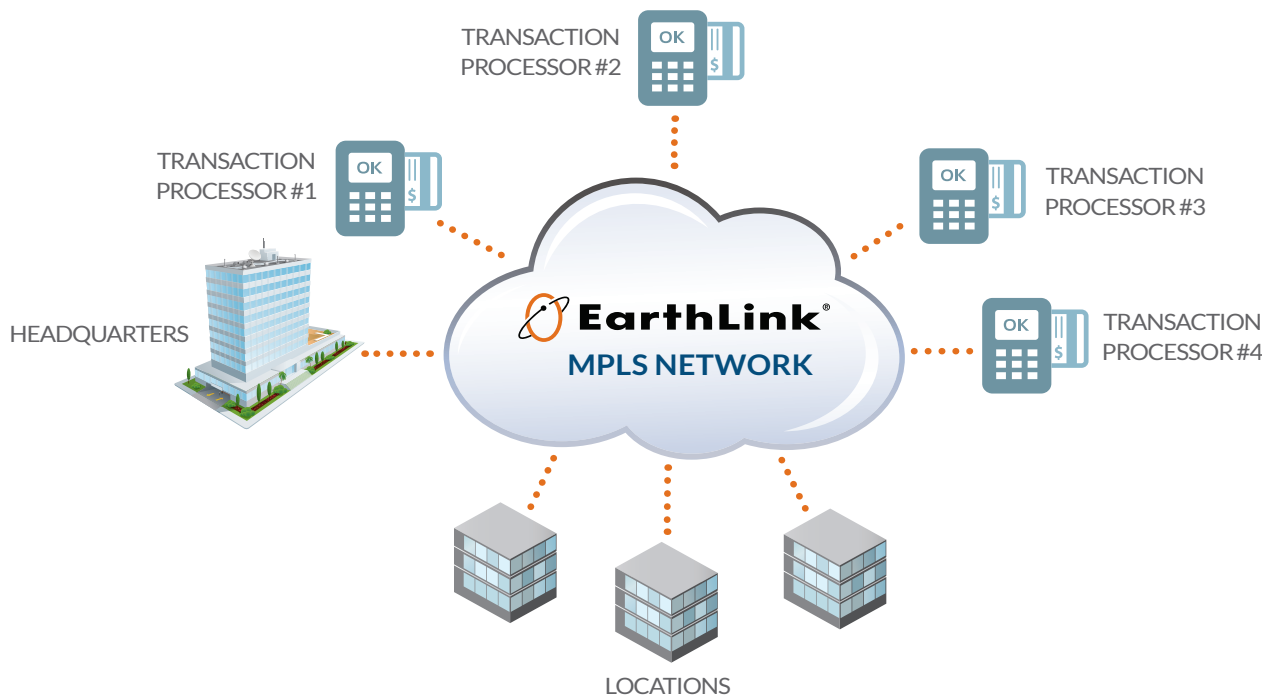 TRANSACTION
PROCESSOR #2
OK
$
TRANSACTION
PROCESSOR #1
OK
$
OK
$
TRANSACTION
PROCESSOR #3
HEADQUARTERS
EarthLink®
MPLS NETWORK
OK
$
TRANSACTION
PROCESSOR #4
LOCATIONS